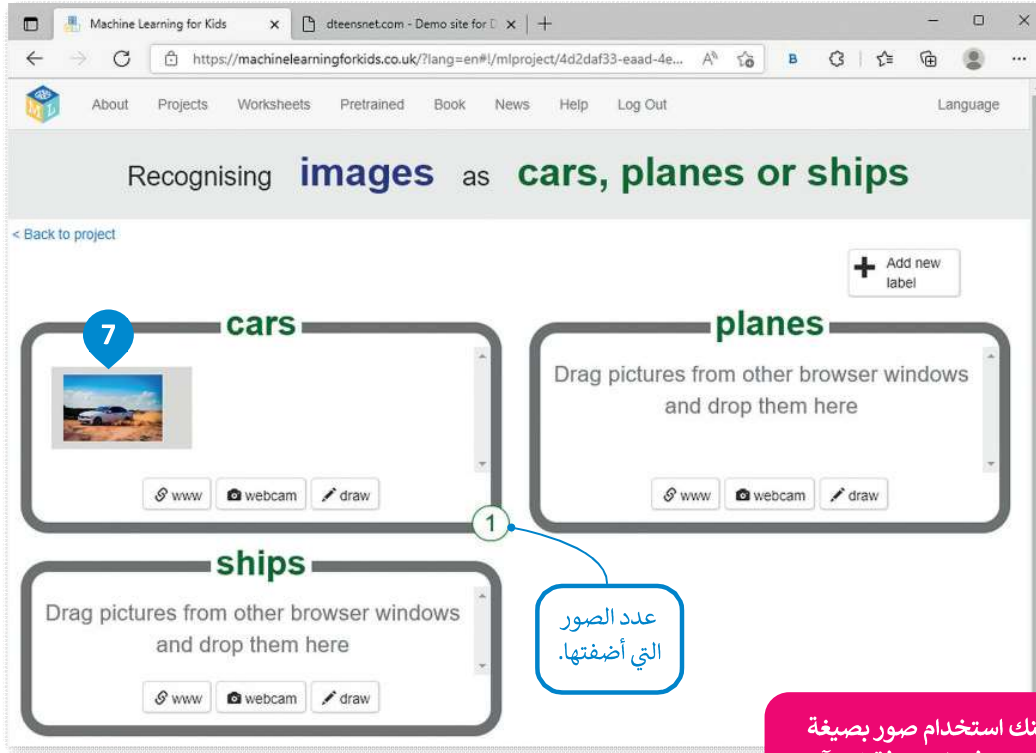 Machine Learning for Kids
dteensnet.com - Demo site for D
https://machinelearningforkids.co.uk/?lang=en#!/mlproject/4d2daf33-eaad-4e...
About Projects Worksheets Pretrained Book News Help Log Out Language
Recognising images as cars, planes or ships
< Back to project
Add new
label
cars
7
www webcam draw
1
planes
Drag pictures from other browser windows
and drop them here
www webcam draw
ships
Drag pictures from other browser windows
and drop them here
www webcam draw
عدد الصور
التي أضفتها.
استخدام صور بصيغة